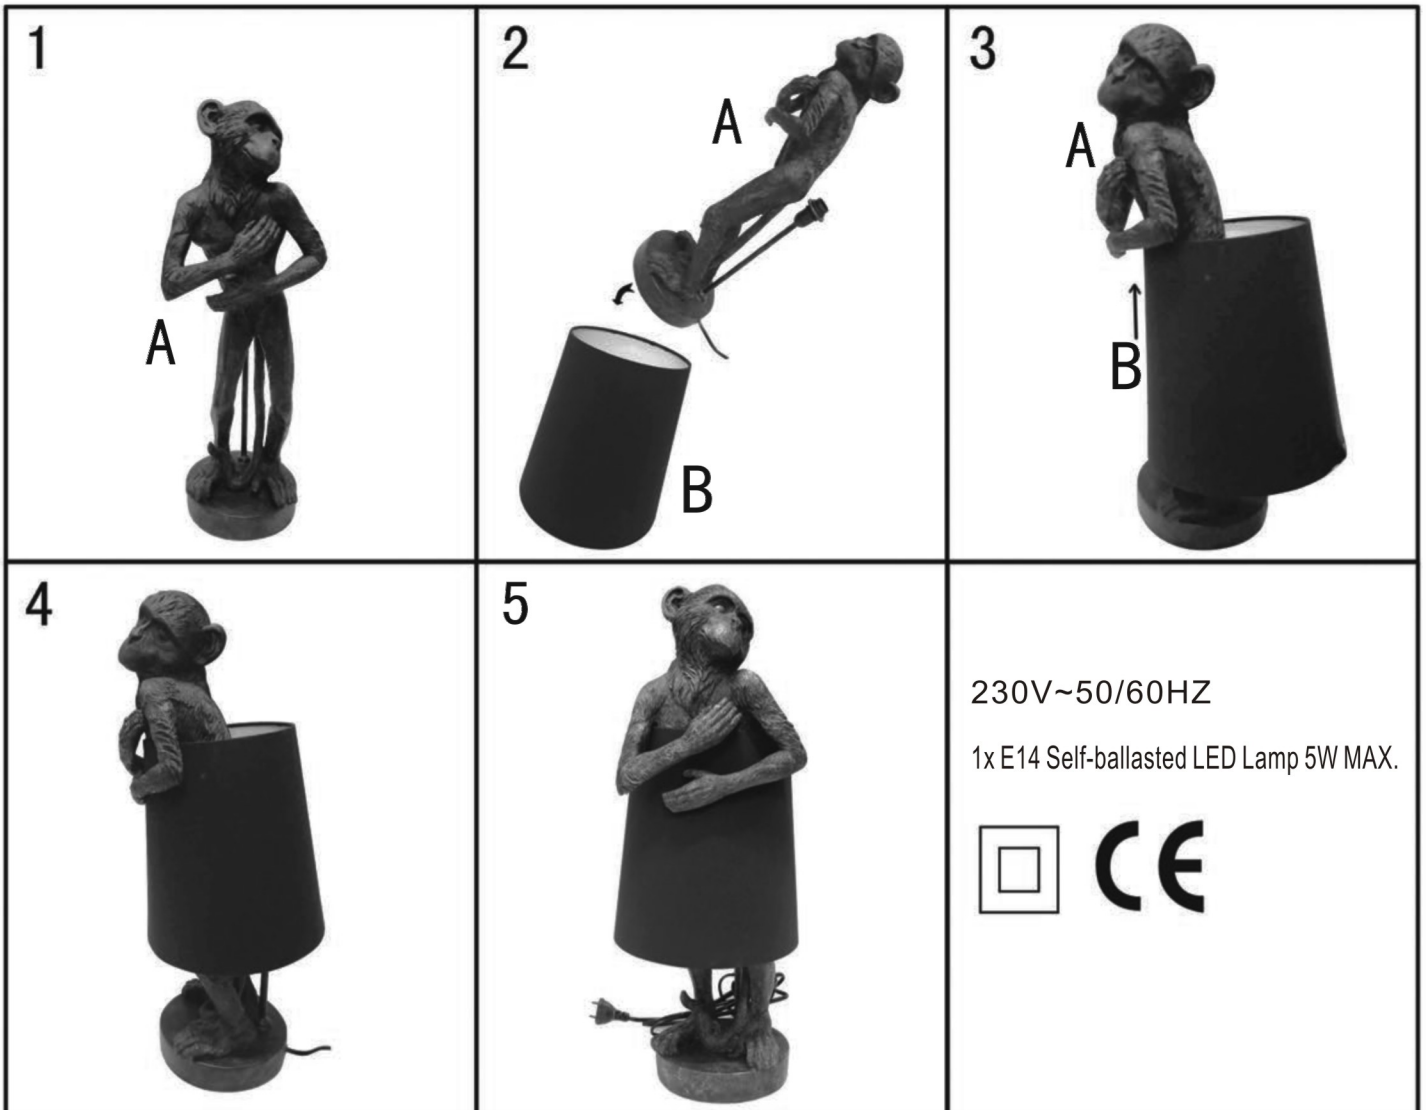 1
A
2
A
B
3
A
B
4
5
230V~50/60HZ
1x E14 Self-ballasted LED Lamp 5W MAX.
CE